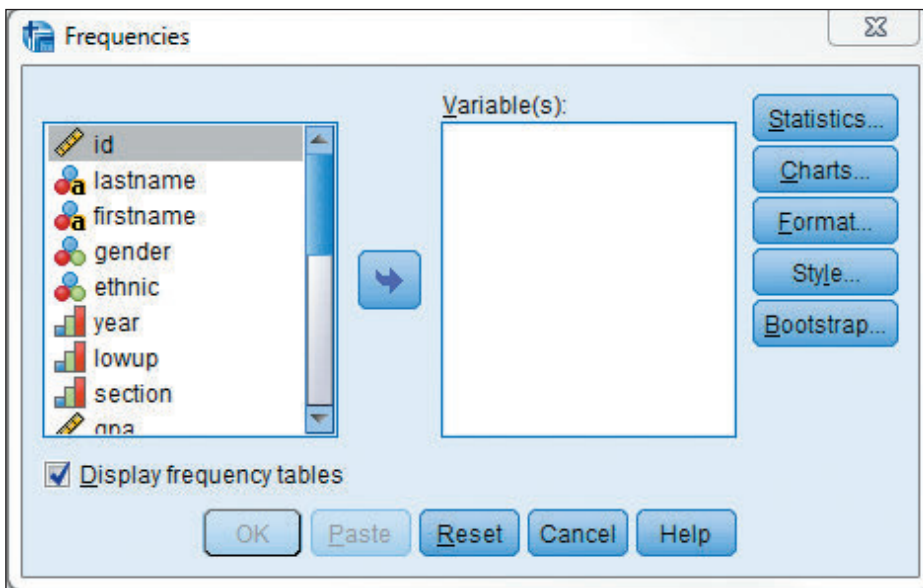 Frequencies
Variable(s):
id
lastname
firstname
gender
ethnic
year
lowup
section
gpa
Statistics...
Charts...
Format...
Style...
Bootstrap...
Display frequency tables
OK Paste Reset Cancel Help